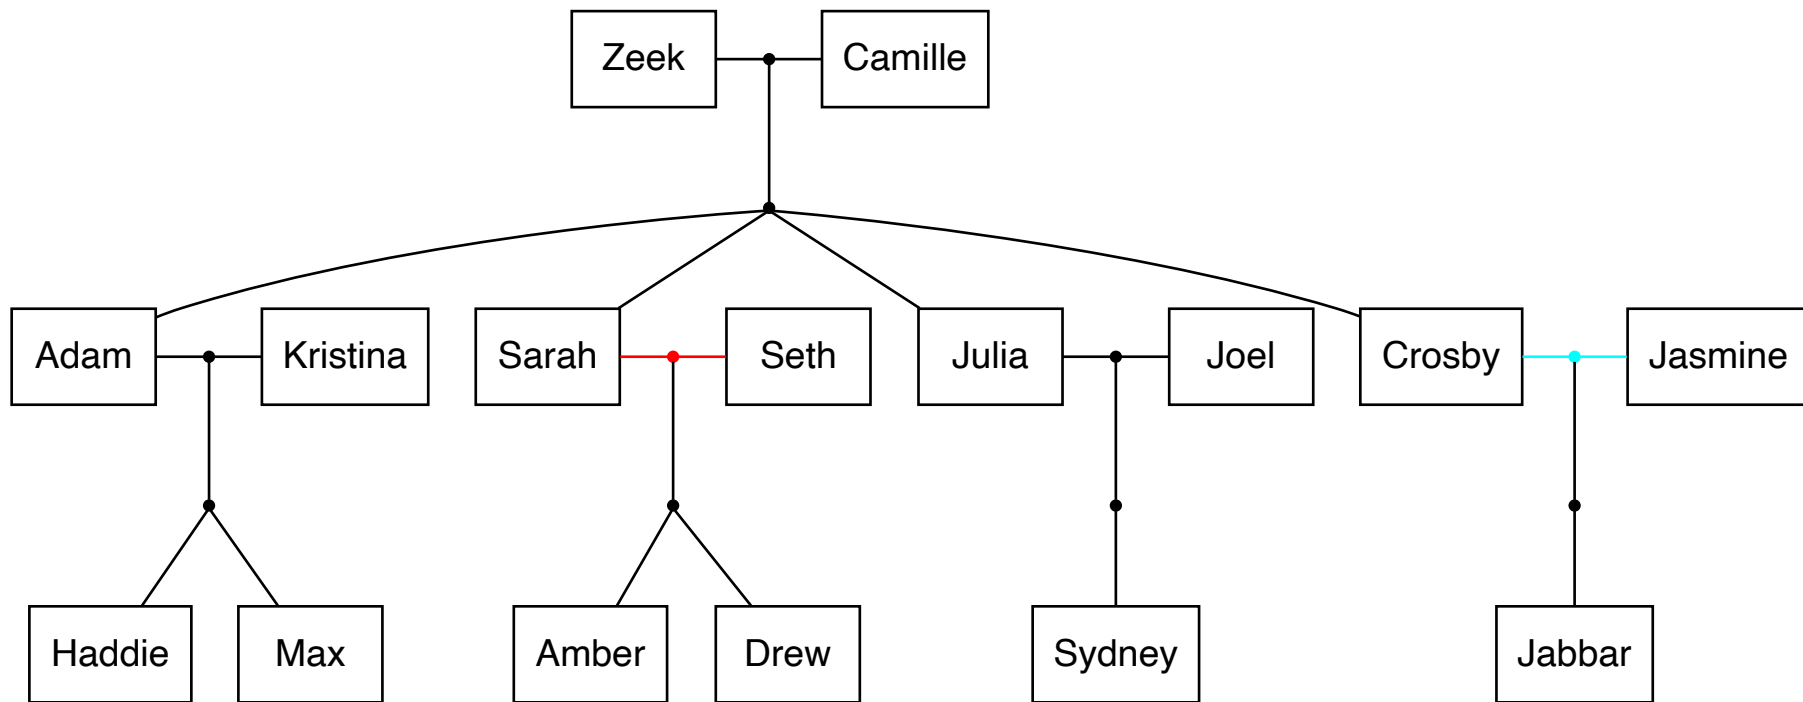 Zeek Camille
Adam Kristina Sarah Seth Julia Joel Crosby Jasmine
Haddie Max Amber Drew Sydney Jabbar